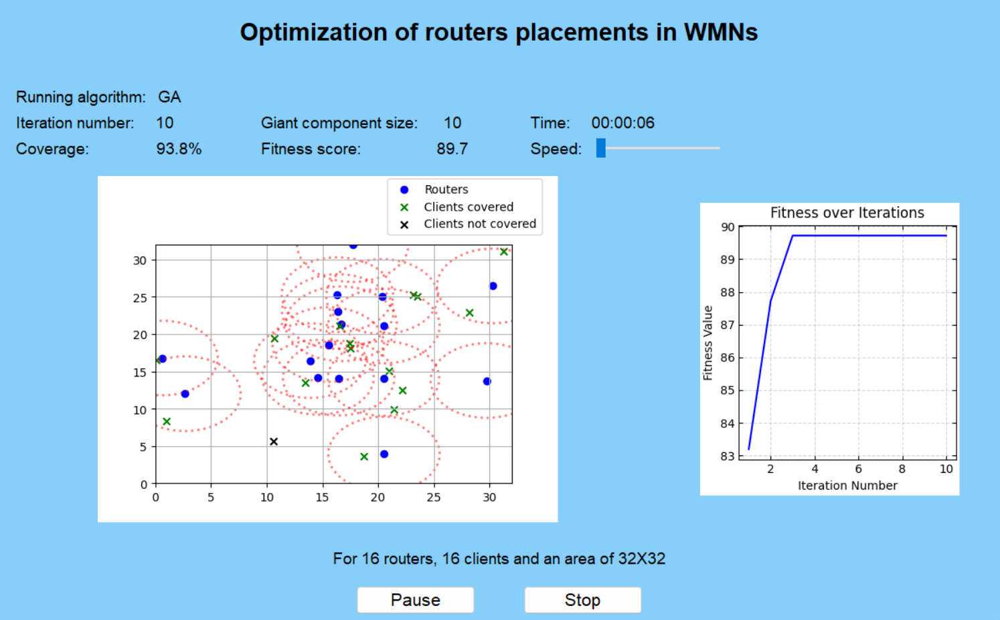 Optimization of routers placements in WMNs
Running algorithm: GA
Iteration number: 10 Giant component size: 10 Time: 00:00:06
Coverage: 93.8% Fitness score: 89.7 Speed:
Routers
Clients covered
Clients not covered
30
25
20
15
10
5
0
0 5 10 15 20 25 30
Fitness over Iterations
Fitness Value
90
89
88
87
86
85
84
83
2 4 6 8 10
Iteration Number
For 16 routers, 16 clients and an area of 32X32
Pause Stop